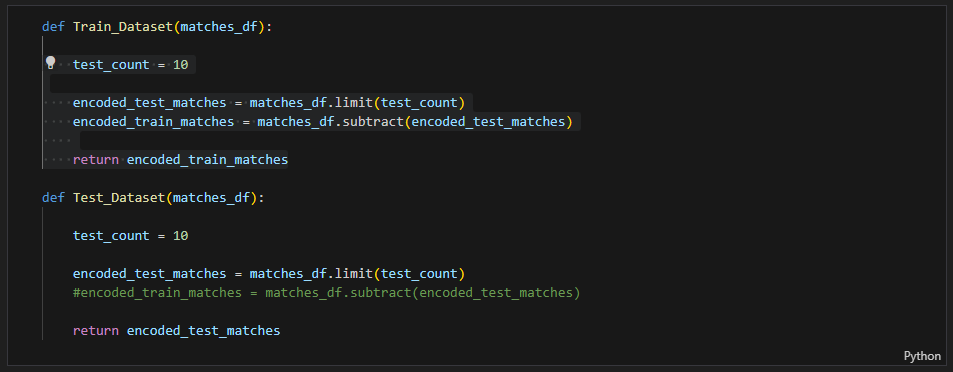 def Train_Dataset(matches_df):
test_count = 10
encoded_test_matches = matches_df.limit(test_count)
encoded_train_matches = matches_df.subtract(encoded_test_matches)
return encoded_train_matches
def Test_Dataset(matches_df):
test_count = 10
encoded_test_matches = matches_df.limit(test_count)
#encoded_train_matches = matches_df.subtract(encoded_test_matches)
return encoded_test_matches
Python